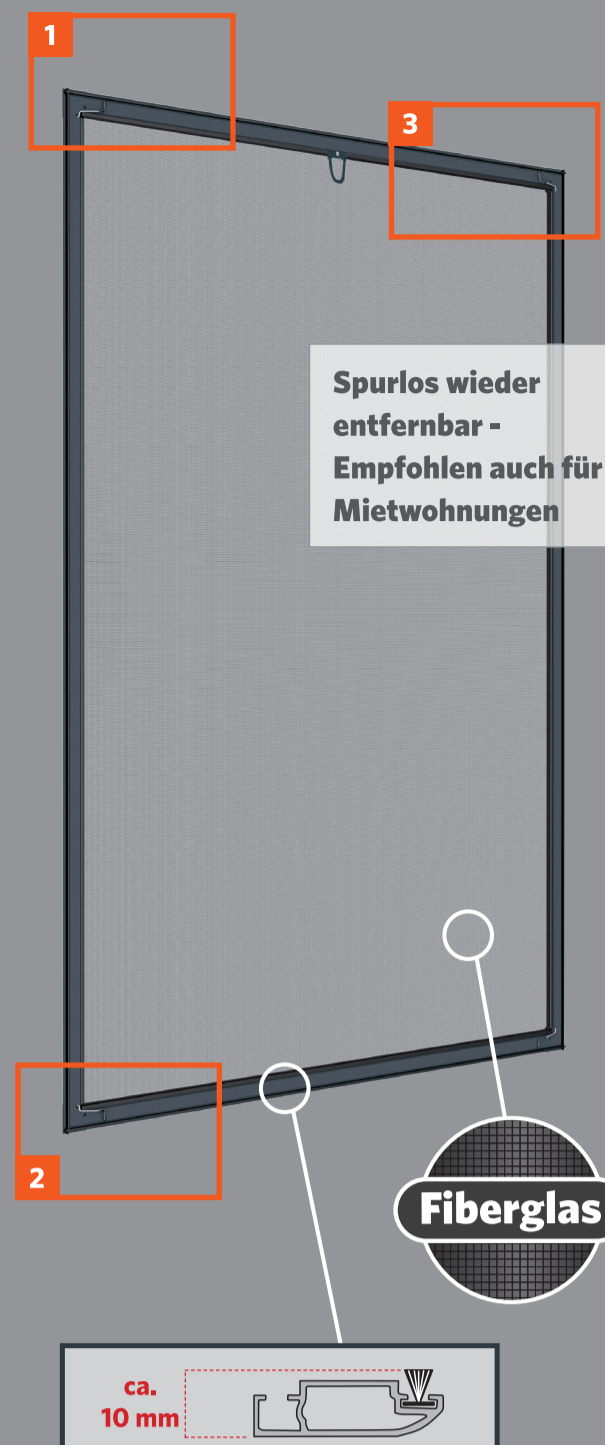 1
3
Spurlos wieder
entfernbar -
Empfohlen auch für
Mietwohnungen
2
Fiberglas
ca.
10 mm